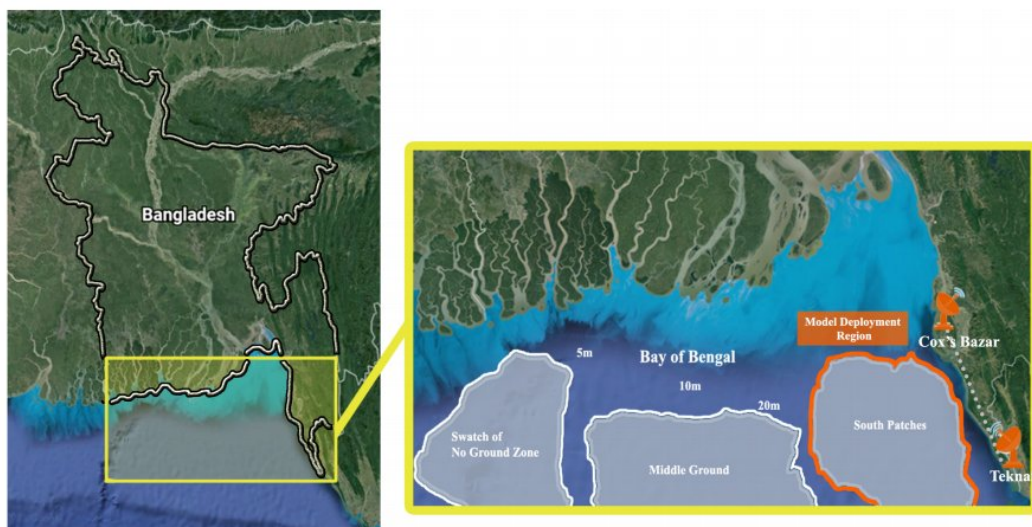 Bangladesh
Model Deployment
Region
Cox's Bazar
5m
Bay of Bengal
10m
20m
Swatch of
No Ground Zone
Middle Ground
South Patches
Tekna